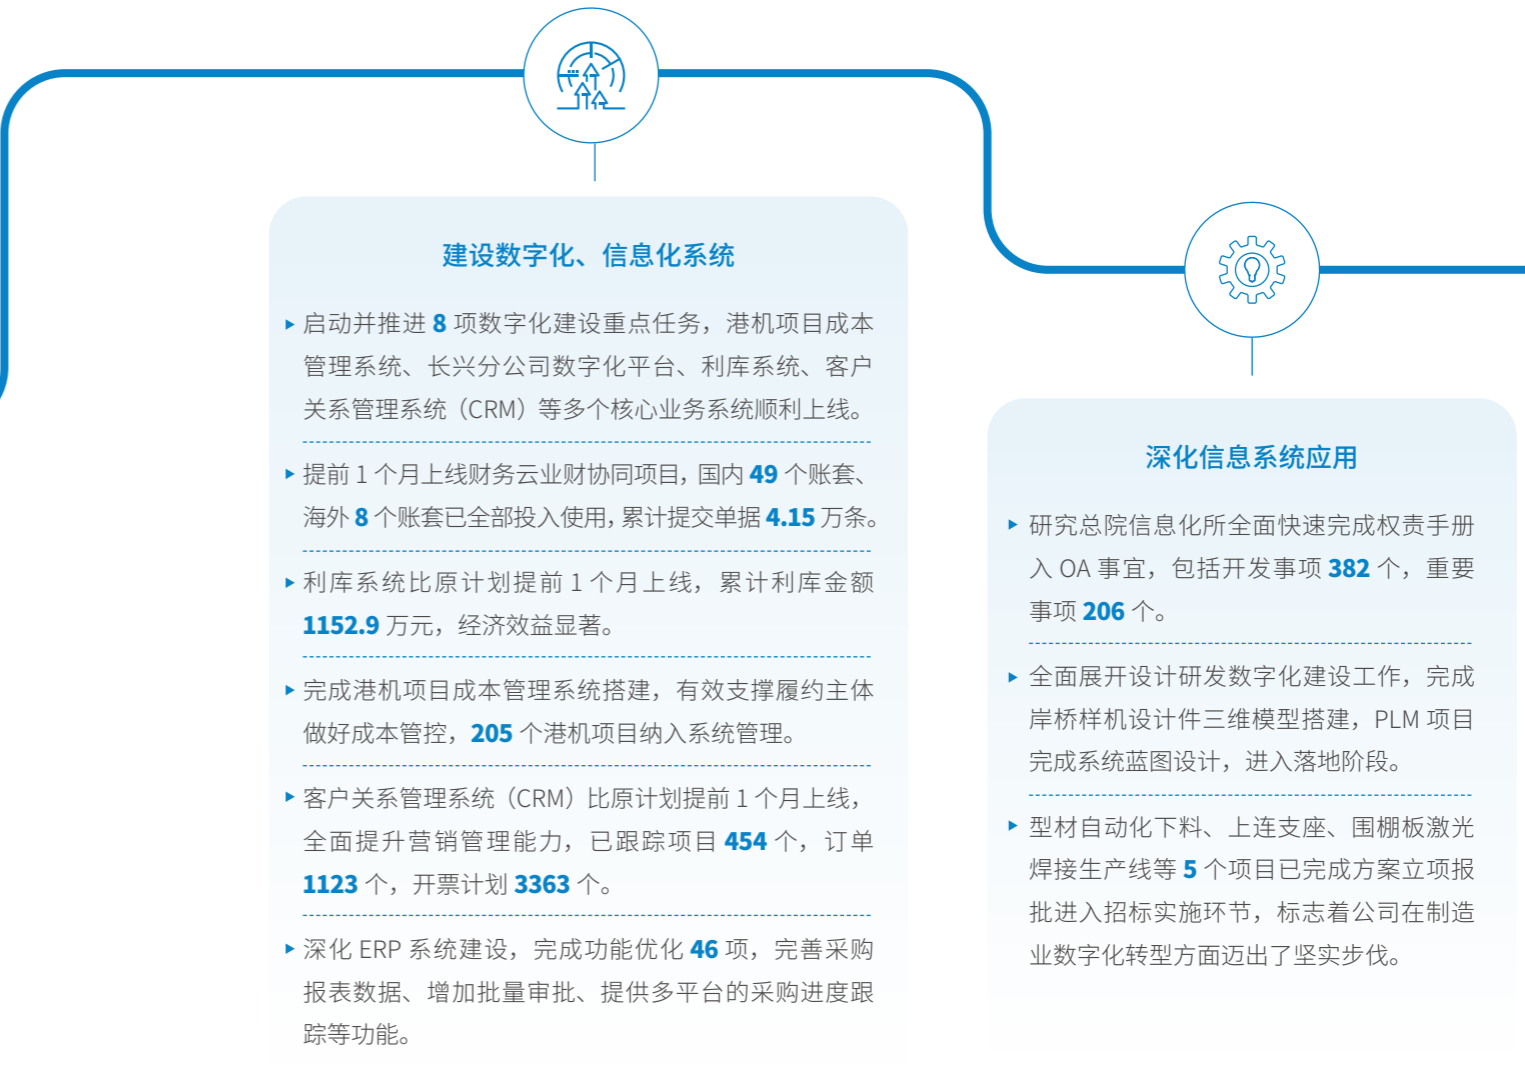 建设数字化、信息化系统
启动并推进 8 项数字化建设重点任务，港机项目成本
管理系统、长兴分公司数字化平台、利库系统、客户
关系管理系统（CRM）等多个核心业务系统顺利上线。
提前 1 个月上线财务云业财协同项目，国内 49 个账套、
海外 8 个账套已全部投入使用，累计提交单据 4.15 万条。
利库系统比原计划提前 1 个月上线，累计利库金额
1152.9 万元，经济效益显著。
完成港机项目成本管理系统搭建，有效支撑履约主体
做好成本管控，205 个港机项目纳入系统管理。
客户关系管理系统（CRM）比原计划提前 1 个月上线，
全面提升营销管理能力，已跟踪项目 454 个，订单
1123 个，开票计划 3363 个。
深化 ERP 系统建设，完成功能优化 46 项，完善采购
报表数据、增加批量审批、提供多平台的采购进度跟
踪等功能。
深化信息系统应用
研究总院信息化所全面快速完成权责手册
入 OA 事宜，包括开发事项 382 个，重要
事项 206 个。
全面展开设计研发数字化建设工作，完成
岸桥样机设计件三维模型搭建，PLM 项目
完成系统蓝图设计，进入落地阶段。
型材自动化下料、上连支座、围棚板激光
焊接生产线等 5 个项目已完成方案立项报
批进入招标实施环节，标志着公司在制造
业数字化转型方面迈出了坚实步伐。